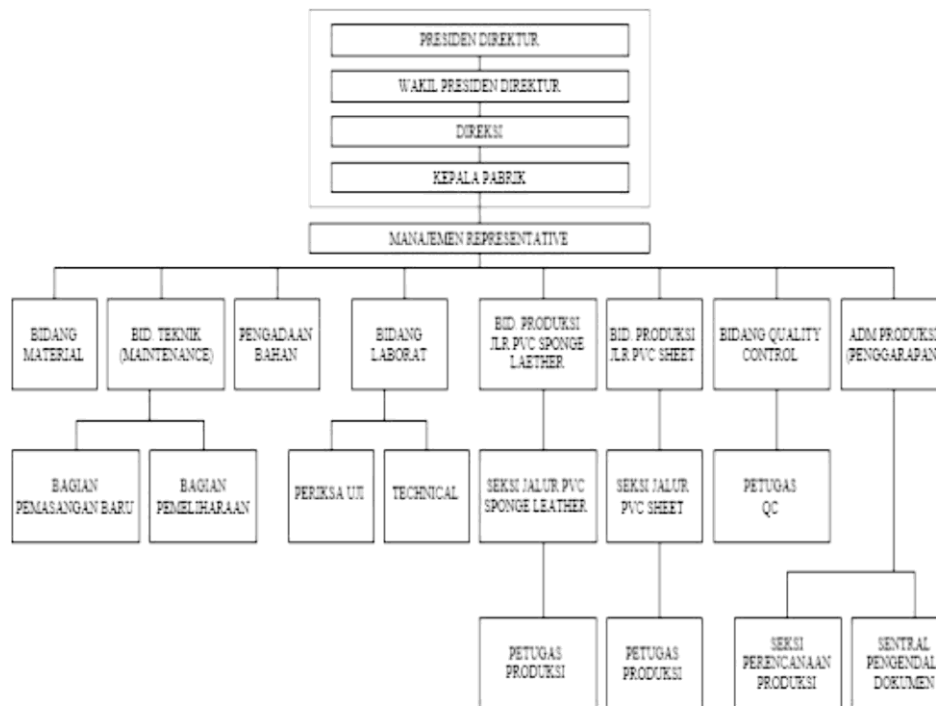 PRESIDEN DIREKTUR
WAKIL PRESIDEN DIREKTUR
DIREKSI
KEPALA PABRIK
MANAJEMEN REPRESENTATIVE
BIDANG
MATERIAL
BID. TEKNIK
(MAINTENANCE)
PENGADAAN
BAHAN
BIDANG
LABORAT
BID. PRODUKSI
JLR PVC SPONGE
LAETHER
BID. PRODUKSI
JLR PVC SHEET
BIDANG QUALITY
CONTROL
ADM PRODUKSI
(PENGGARAPAN
BAGIAN
PEMASANGAN BARU
BAGIAN
PEMELIHARAAN
PERIKSA UJI
TECHNICAL
SEKSI JALUR PVC
SPONGE LEATHER
SEKSI JALUR
PVC SHEET
PETUGAS
QC
PETUGAS
PRODUKSI
PETUGAS
PRODUKSI
SEKSI
PERENCANAAN
PRODUKSI
SENTRAL
PENGENDAL
DOKUMEN